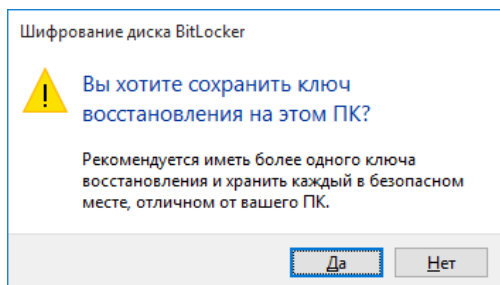 Шифрование диска BitLocker
Вы хотите сохранить ключ
восстановления на этом ПК?
Рекомендуется иметь более одного ключа
восстановления и хранить каждый в безопасном
месте, отличном от вашего ПК.
Да Нет